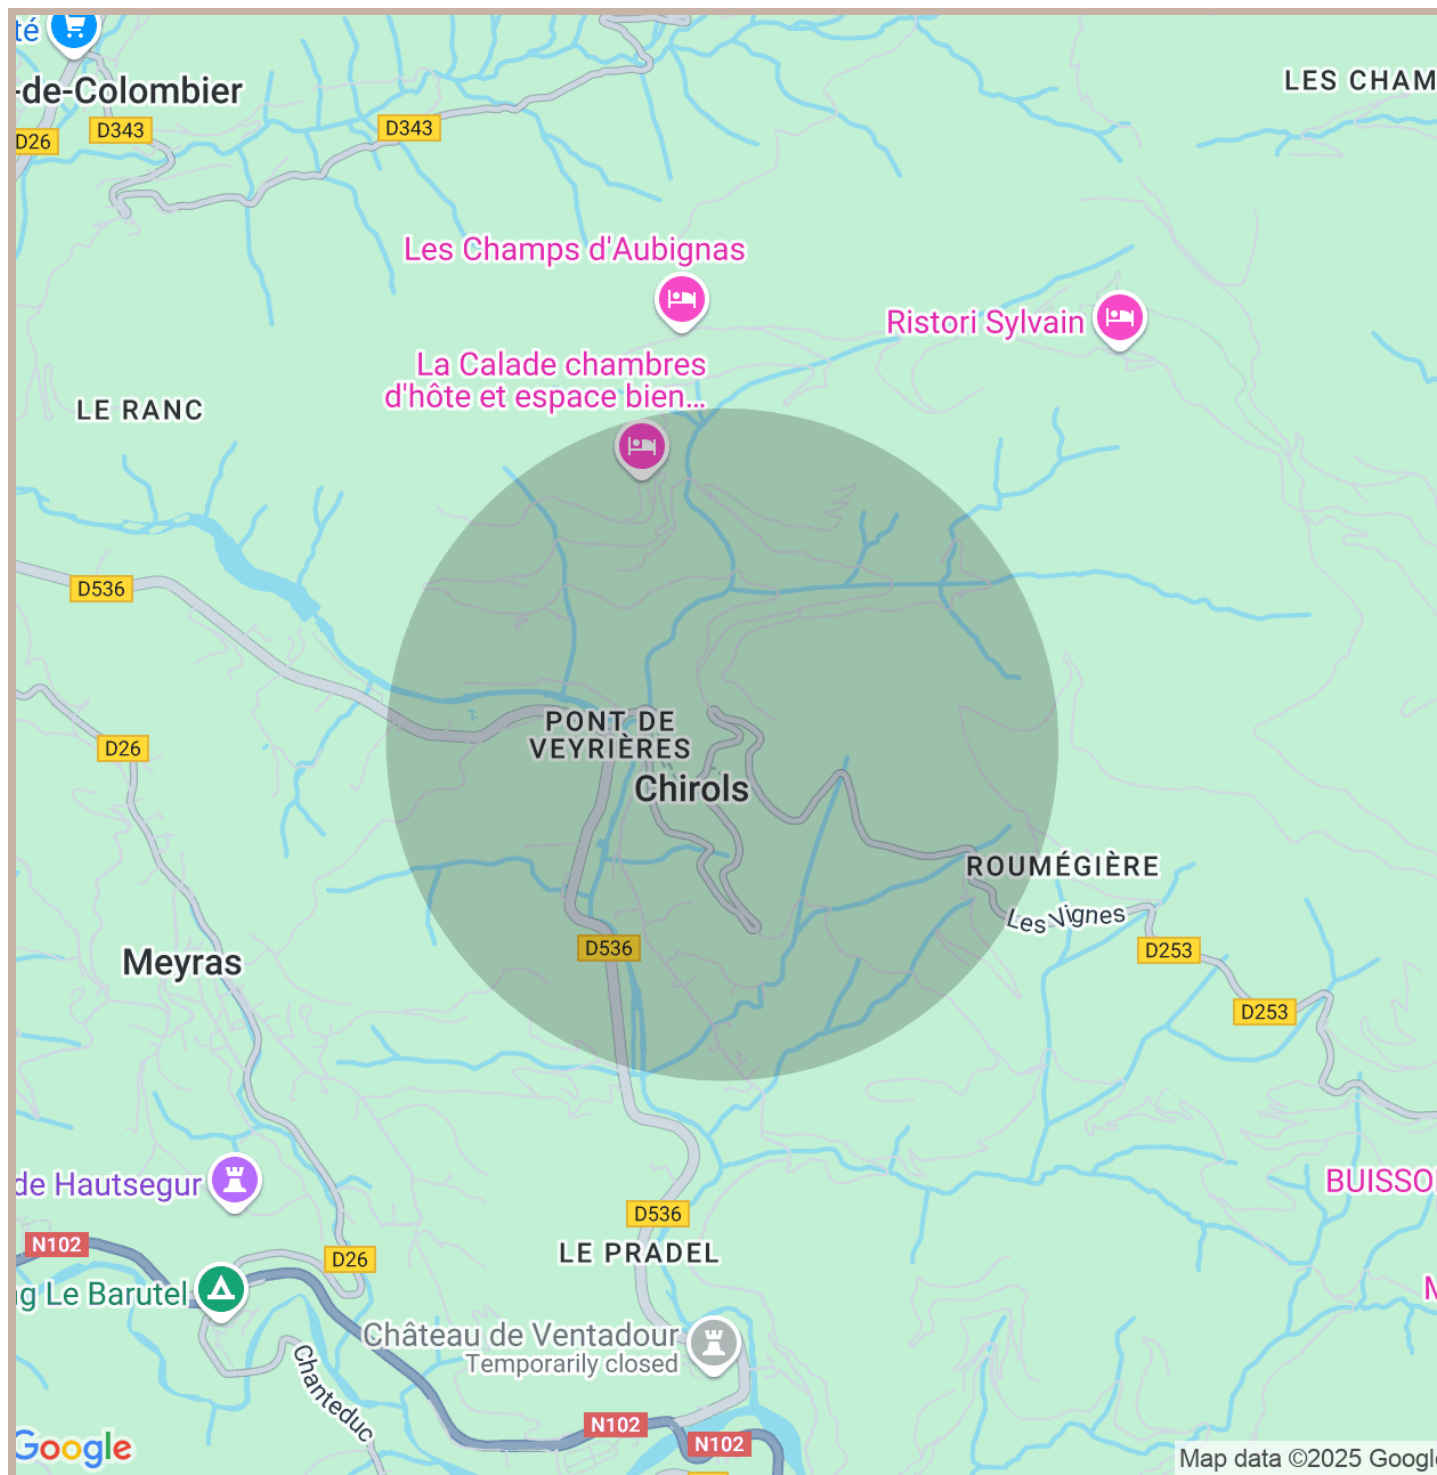 té
-de-Colombier
LES CHAM
D26
D343
D343
Les Champs d'Aubignas
Ristori Sylvain
La Calade chambres
d'hôte et espace bien...
LE RANC
D536
PONT DE
VEYRIÈRES
D26
Chirols
ROUMÉGIÈRE
Les Vignes
D536
D253
Meyras
D253
de Hautsegur
BUISSO
D536
N102
LE PRADEL
D26
g Le Barutel
Château de Ventadour
Temporarily closed
Chanteduc
N102
N102
Google
Map data ©2025 Google